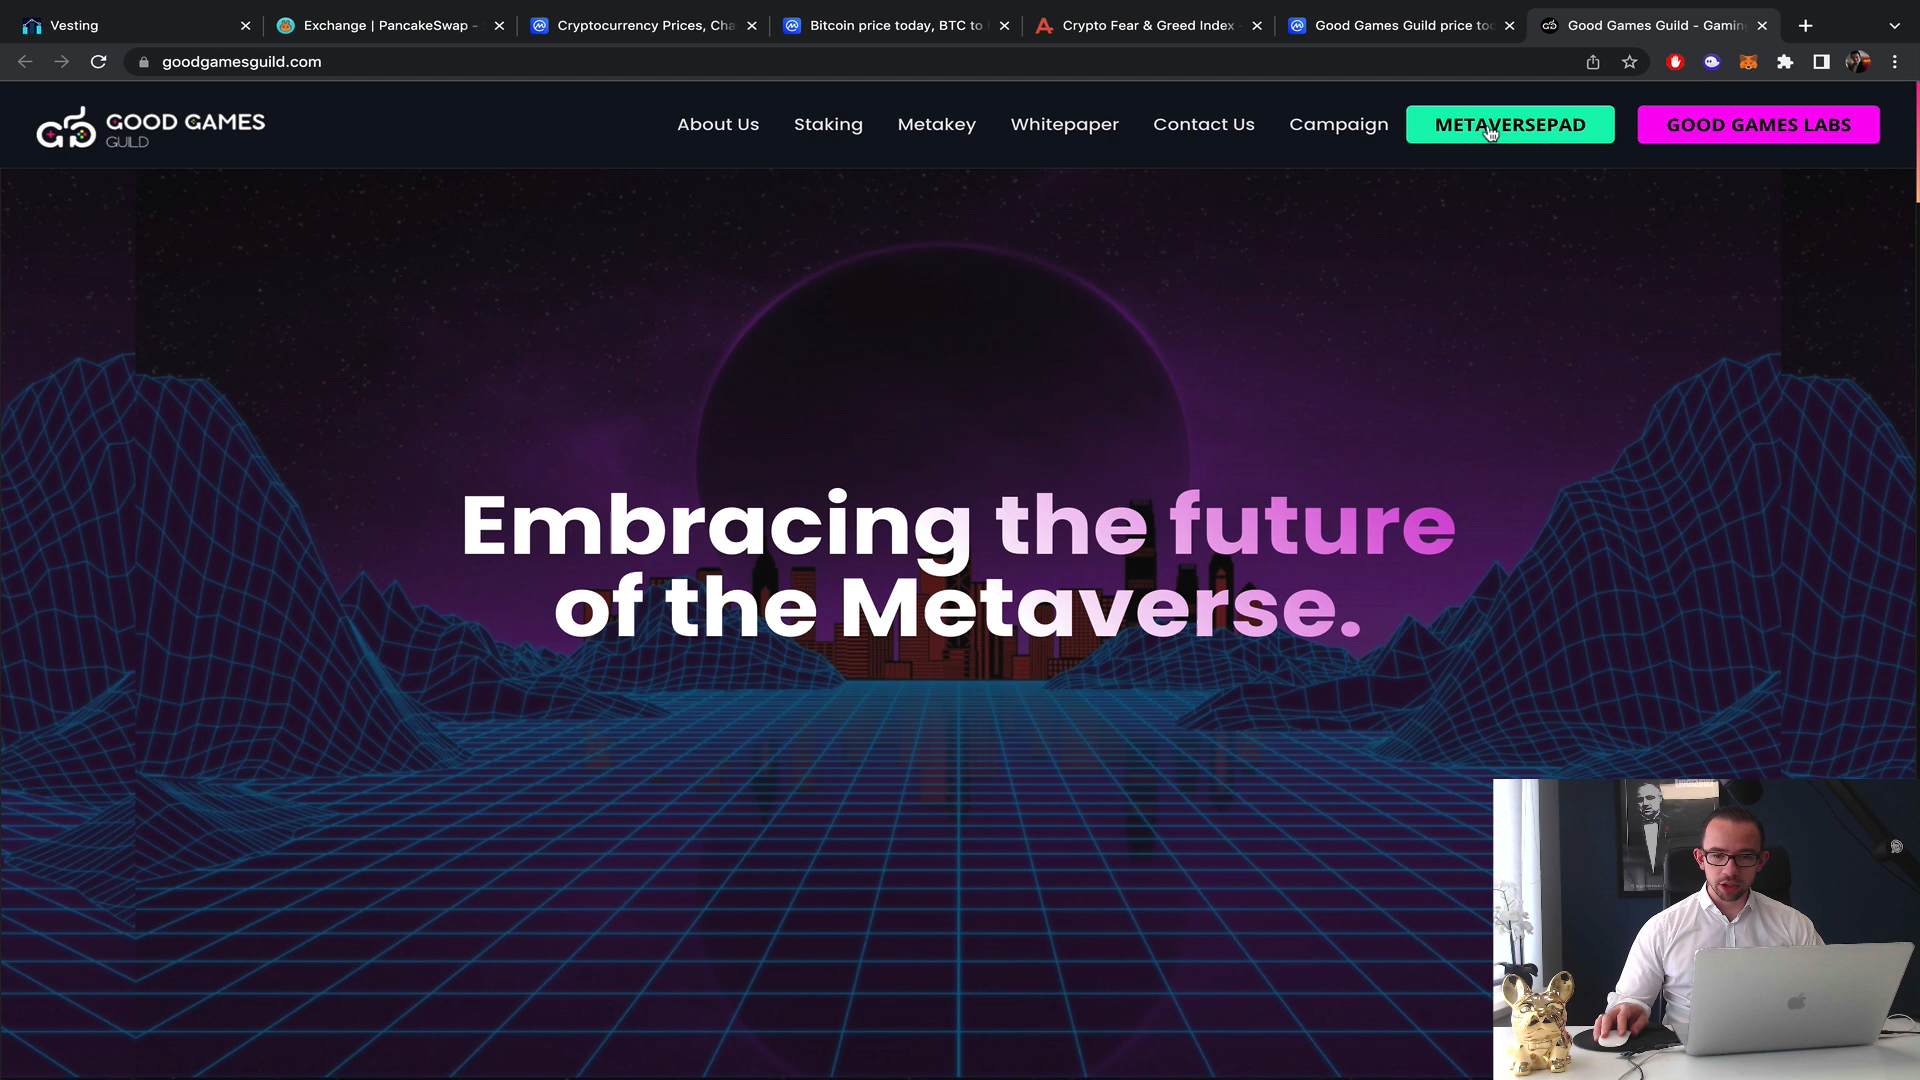 Vesting
Exchange | PancakeSwap -
Cryptocurrency Prices, Cha
Bitcoin price today, BTC to
Crypto Fear & Greed Index
Good Games Guild price to
Good Games Guild - Gamin
goodgamesguild.com
GOOD GAMES
GUILD
About Us
Staking
Metakey
Whitepaper
Contact Us
Campaign
METAVERSEPAD
GOOD GAMES LABS
Embracing the future
of the Metaverse.